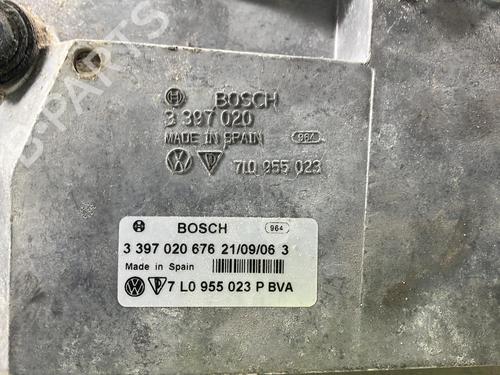 BOSCH
3 397 020
964
MADE IN SPAIN
7L0 955 023
BOSCH
964
3 397 020 676 21/09/06 3
Made in Spain
7 L0 955 023 P BVA
B-PARTS